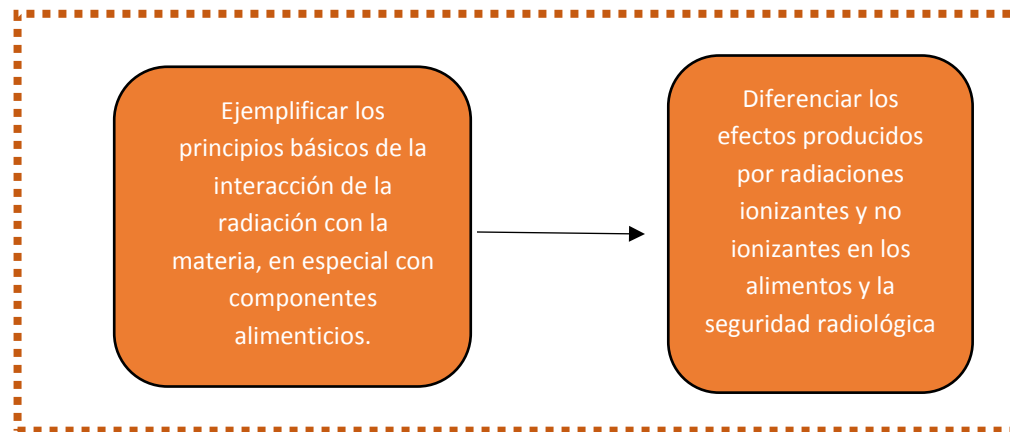 Ejemplificar los
principios básicos de la
interacción de la
radiación con la
materia, en especial con
componentes
alimenticios.
Diferenciar los
efectos producidos
por radiaciones
ionizantes y no
ionizantes en los
alimentos y la
seguridad radiológica